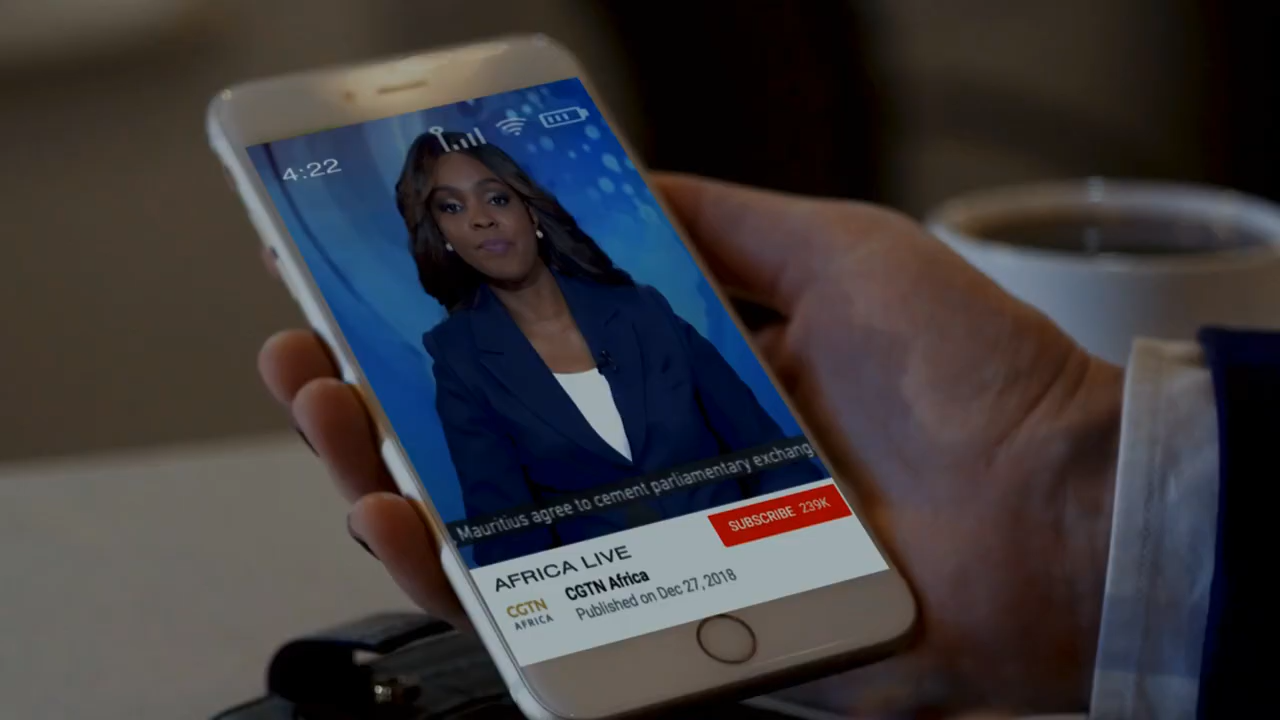 4:22
Mauritius agree to cement parliamentary exchang
SUBSCRIBE 239K
AFRICA LIVE
CGTN Africa
Published on Dec 27, 2018
CGTN
AFRICA